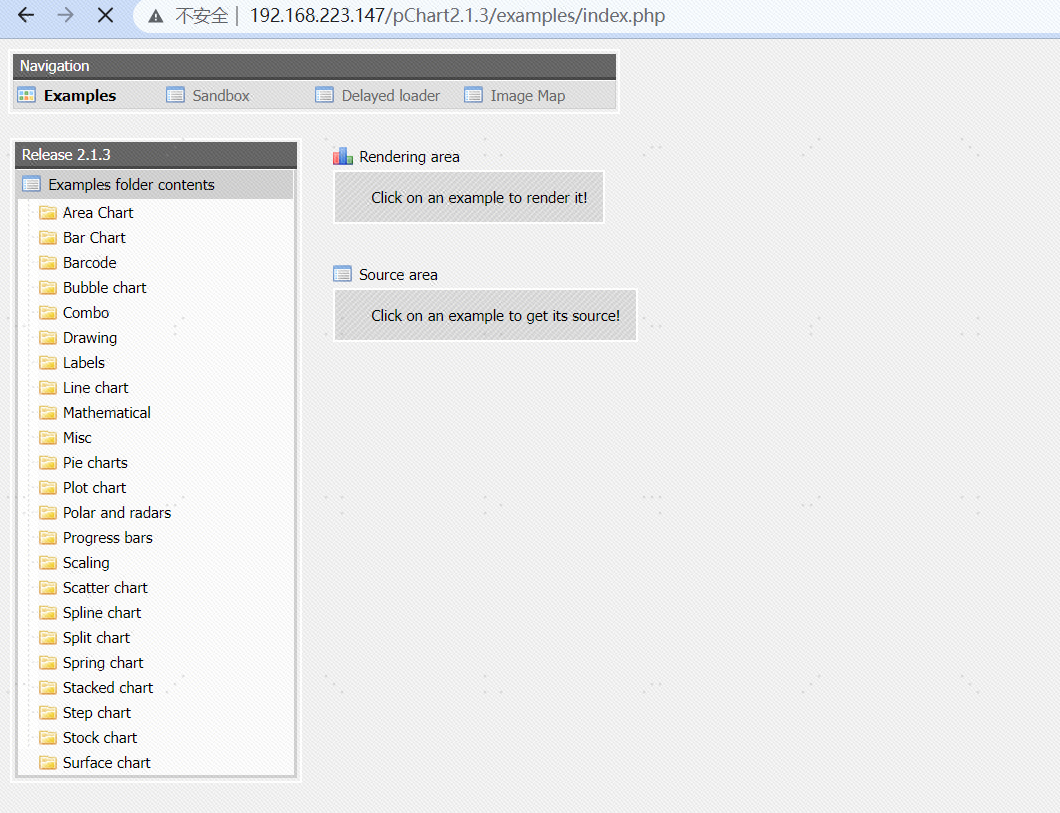 不安全 | 192.168.223.147/pChart2.1.3/examples/index.php
Navigation
Examples Sandbox Delayed loader Image Map
Release 2.1.3
Examples folder contents
Area Chart
Bar Chart
Barcode
Bubble chart
Combo
Drawing
Labels
Line chart
Mathematical
Misc
Pie charts
Plot chart
Polar and radars
Progress bars
Scaling
Scatter chart
Spline chart
Split chart
Spring chart
Stacked chart
Step chart
Stock chart
Surface chart
Rendering area
Click on an example to render it!
Source area
Click on an example to get its source!